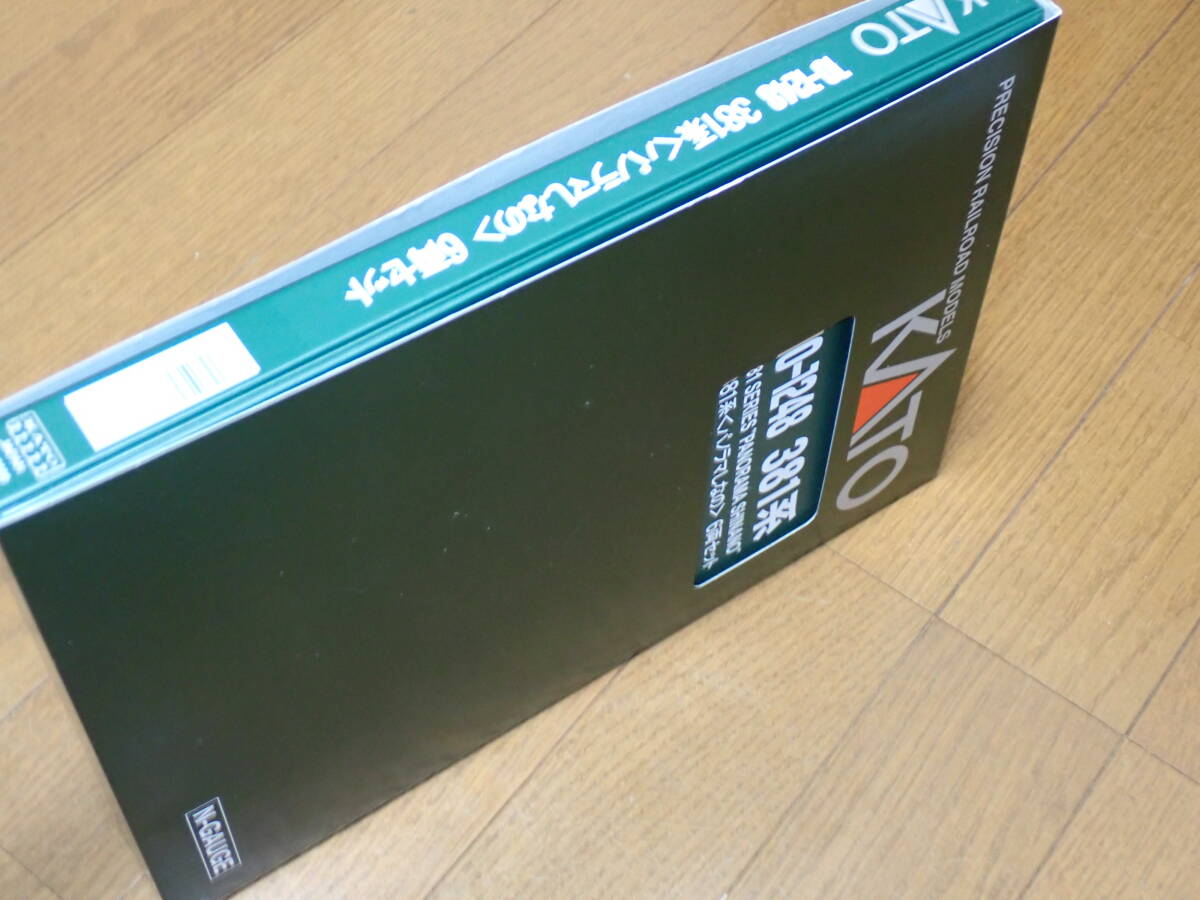 KATO
10-1248 381系<パノラマしなの> 6両セット
PRECISION RAILROAD MODELS
KATO
10-1248 381系
81 SERIES "PANORAMA SHINANO"
81系<パノラマしなの> 6両セット
N-GAUGE